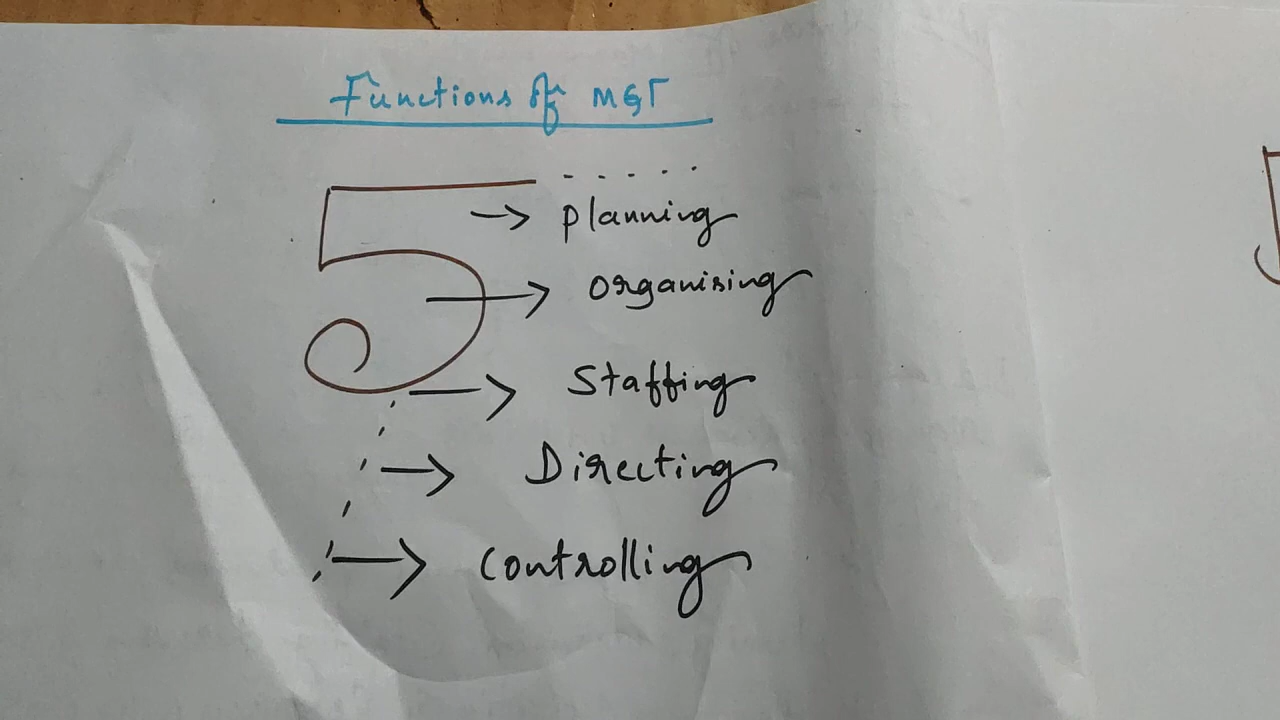 Functions of MGT
5
→ planning
→ organising
→ Staffing
→ Directing
→ controlling